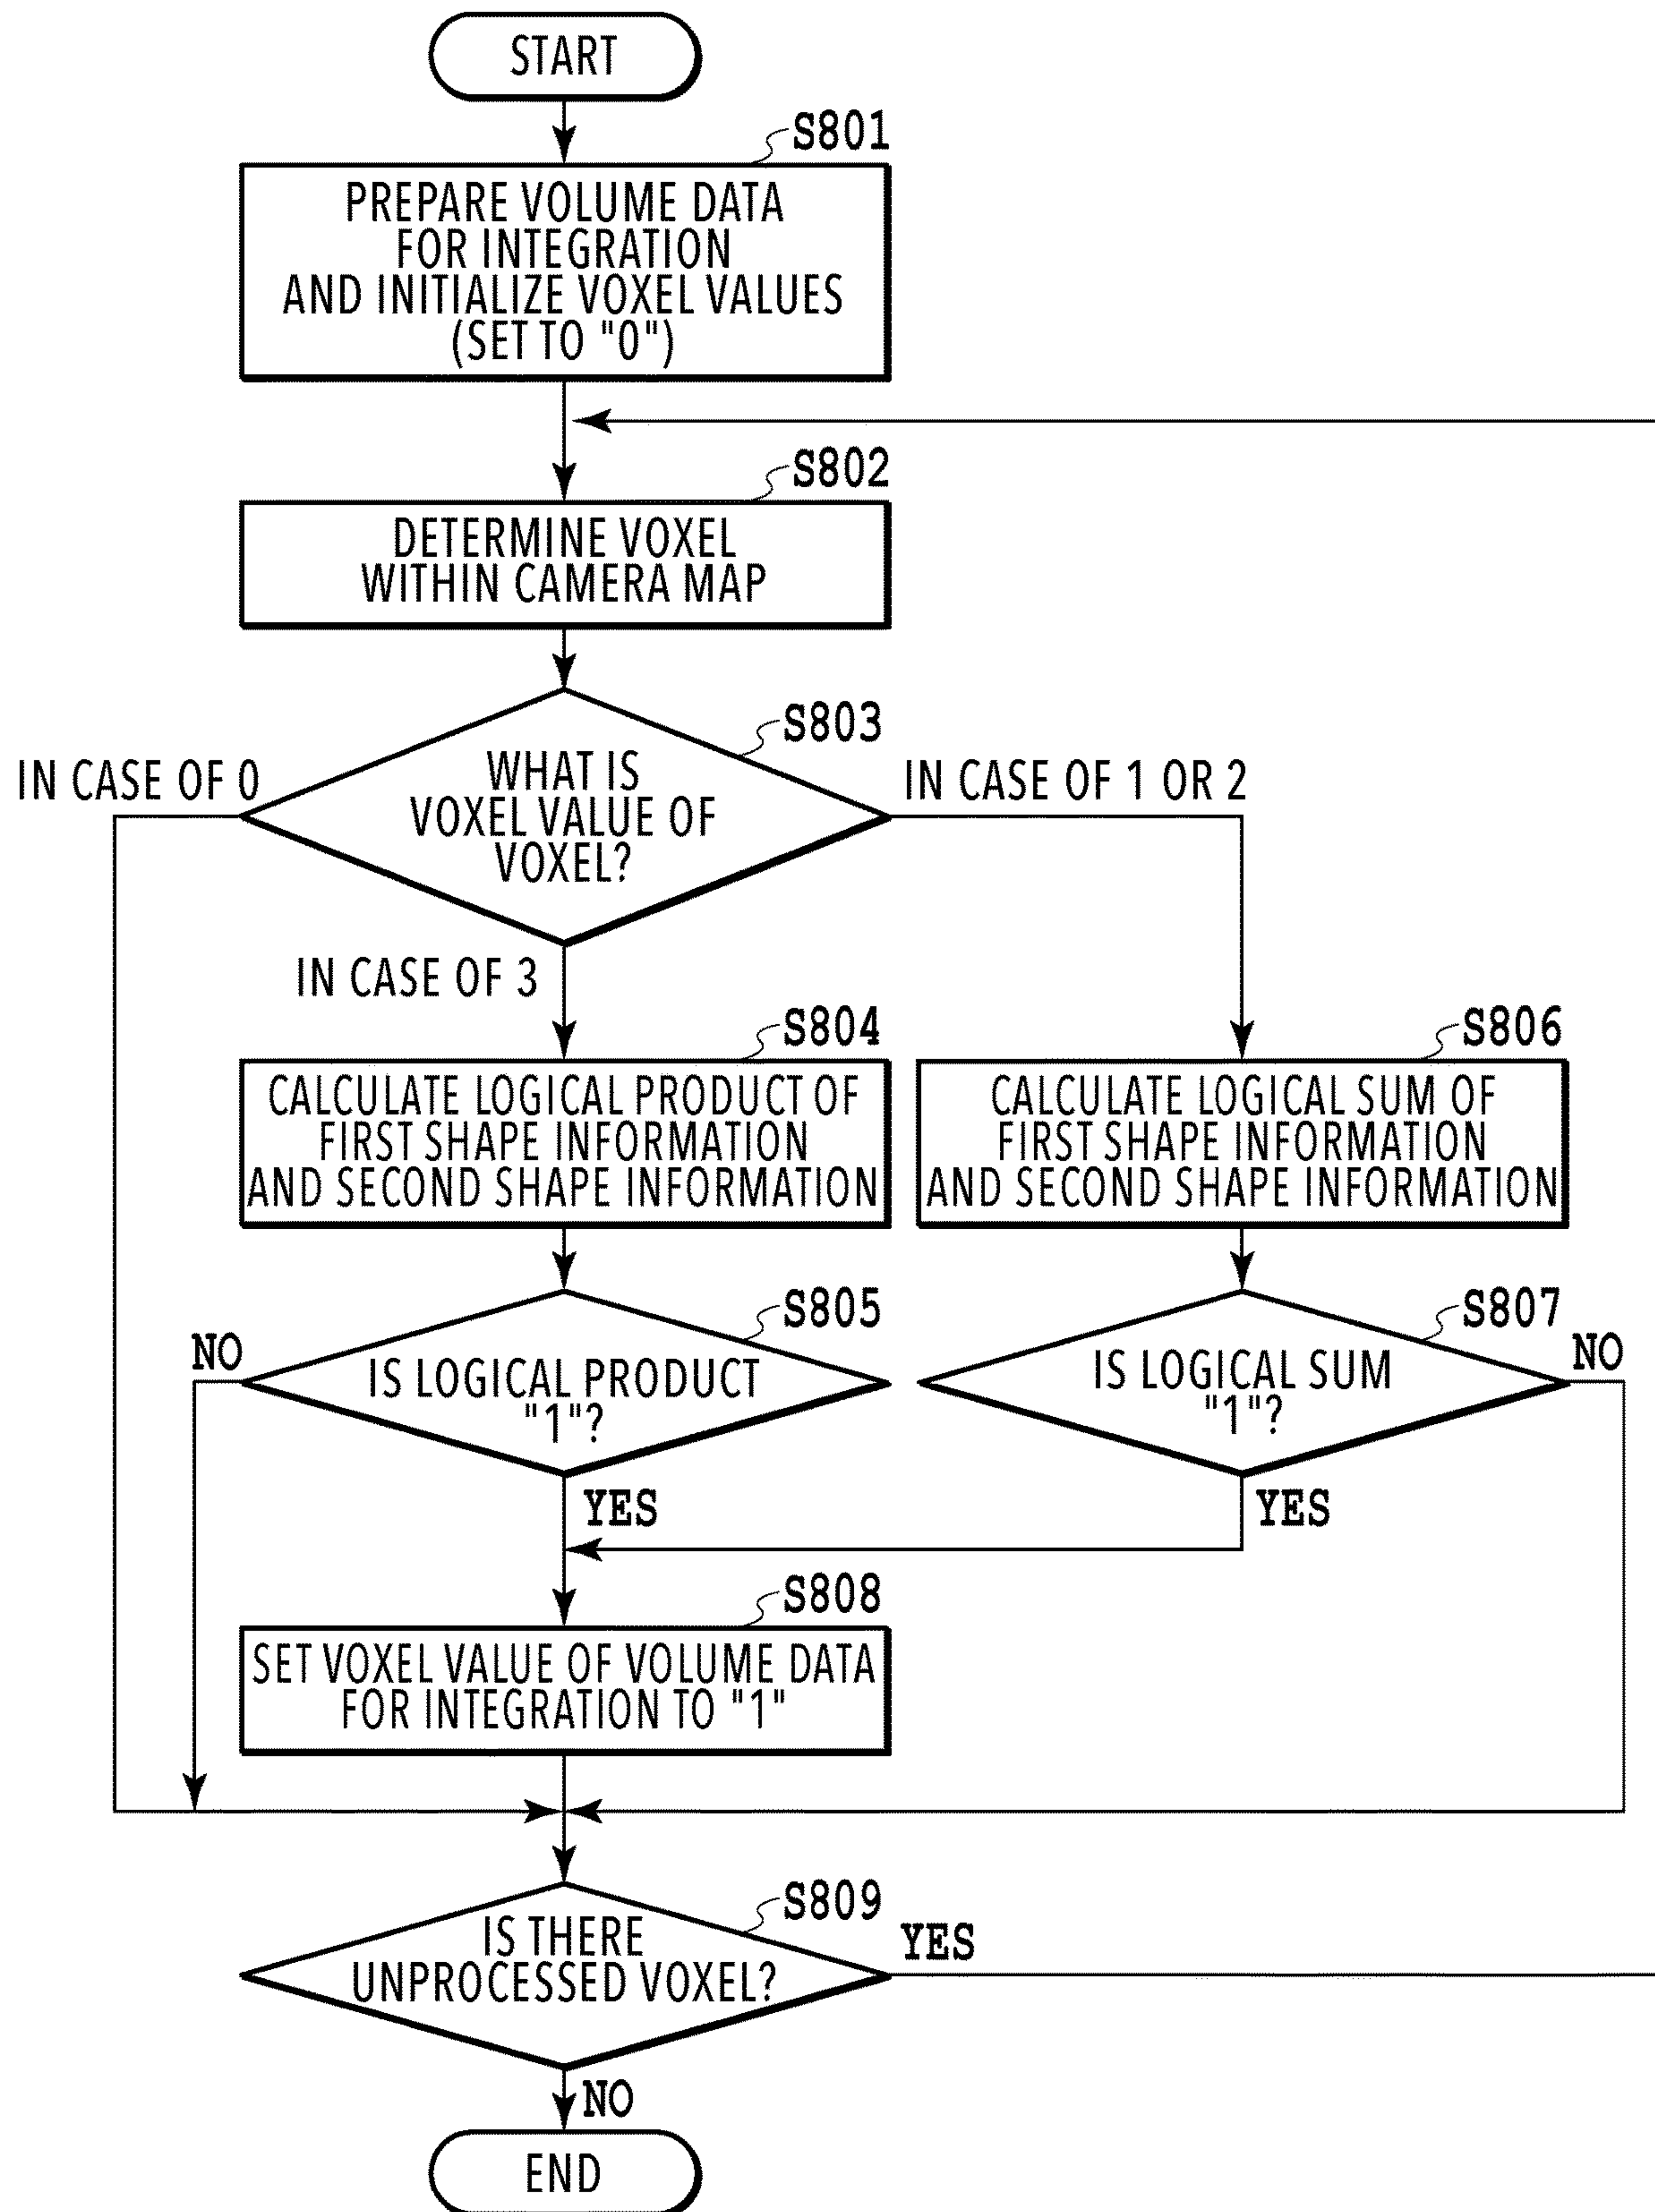 START
S801
PREPARE VOLUME DATA
FOR INTEGRATION
AND INITIALIZE VOXEL VALUES
(SET TO "0")
S802
DETERMINE VOXEL
WITHIN CAMERA MAP
S803
IN CASE OF 0
WHAT IS
VOXEL VALUE OF
VOXEL?
IN CASE OF 1 OR 2
IN CASE OF 3
S804
CALCULATE LOGICAL PRODUCT OF
FIRST SHAPE INFORMATION
AND SECOND SHAPE INFORMATION
S806
CALCULATE LOGICAL SUM OF
FIRST SHAPE INFORMATION
AND SECOND SHAPE INFORMATION
S805
NO
IS LOGICAL PRODUCT
"1"?
YES
S807
IS LOGICAL SUM
"1"?
NO
YES
S808
SET VOXEL VALUE OF VOLUME DATA
FOR INTEGRATION TO "1"
S809
IS THERE
UNPROCESSED VOXEL?
YES
NO
END